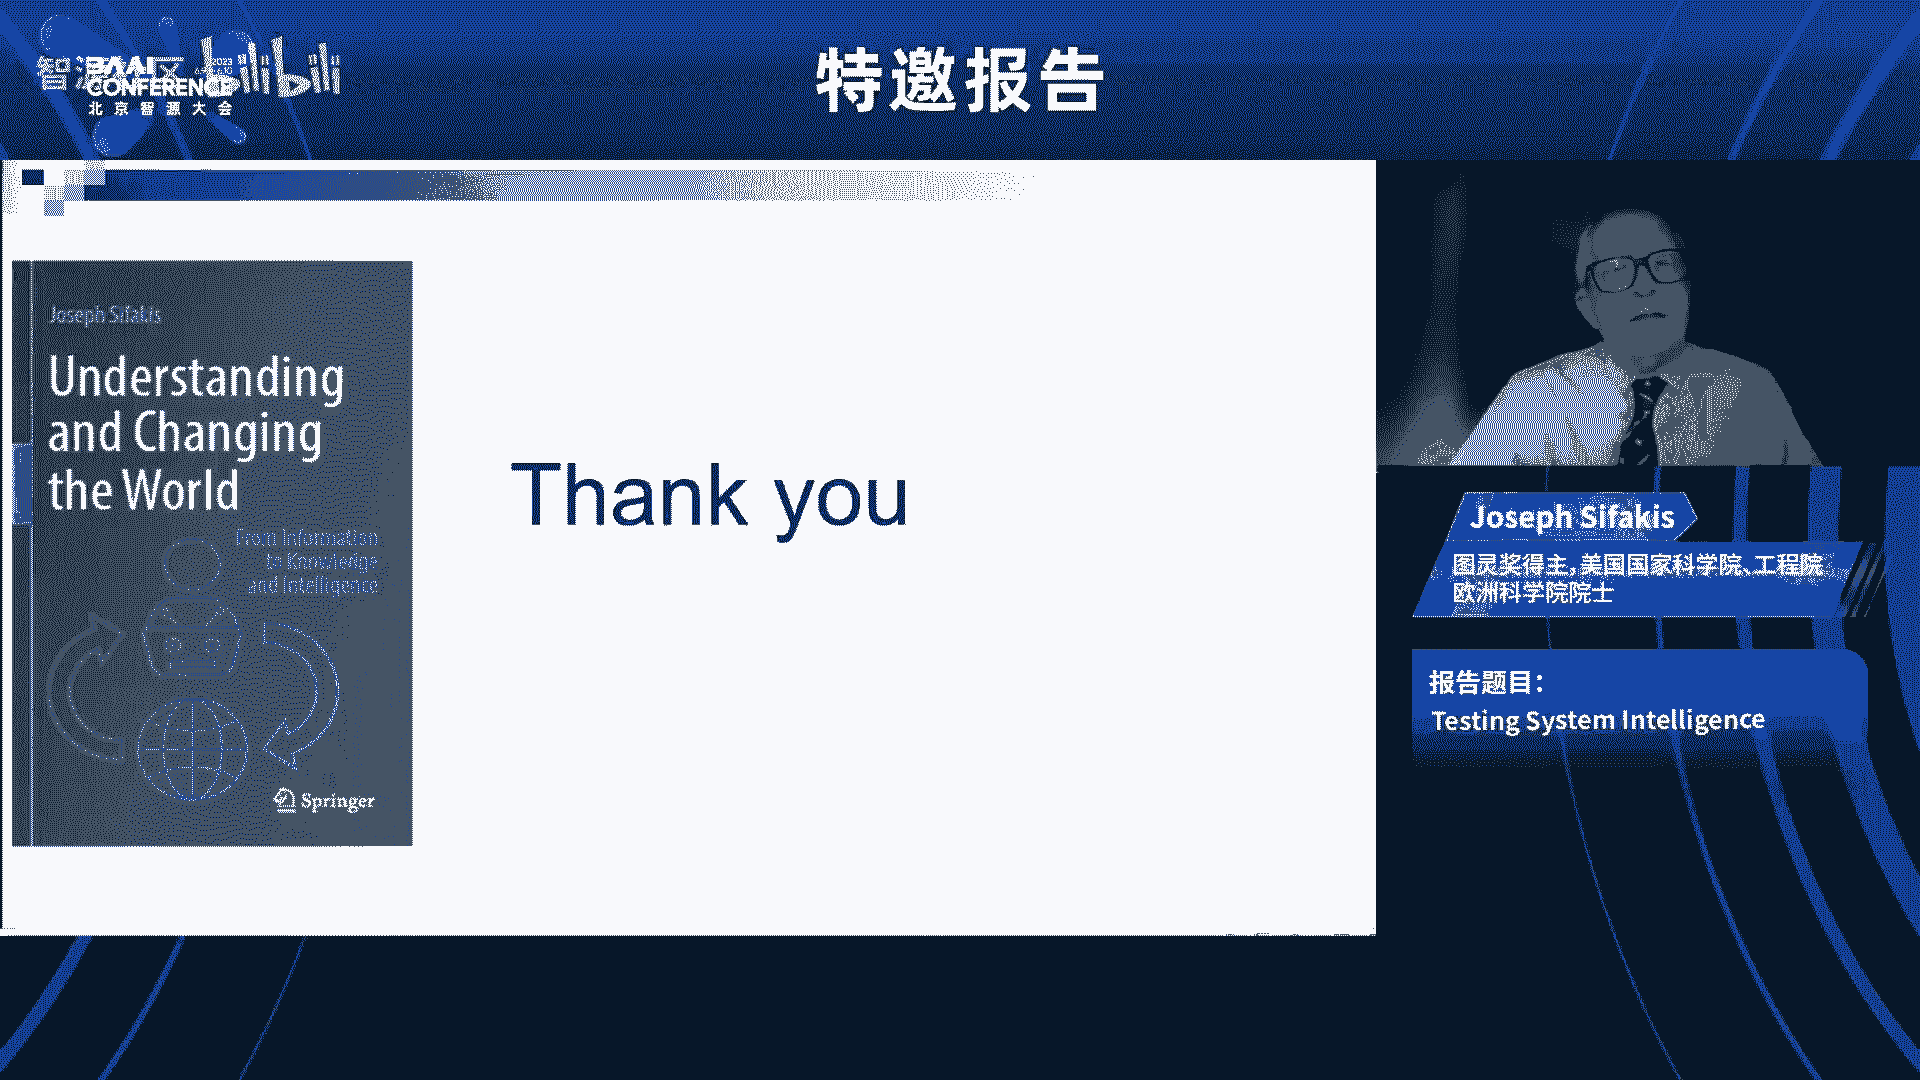 BAAI 2023
CONFERENCE
北京智源大会
bilibili
特邀报告
Joseph Sifakis
Understanding
and Changing
the World
From Information
to Knowledge
and Intelligence
Springer
Thank you
Joseph Sifakis
图灵奖得主，美国国家科学院、工程院
欧洲科学院院士
报告题目：
Testing System Intelligence